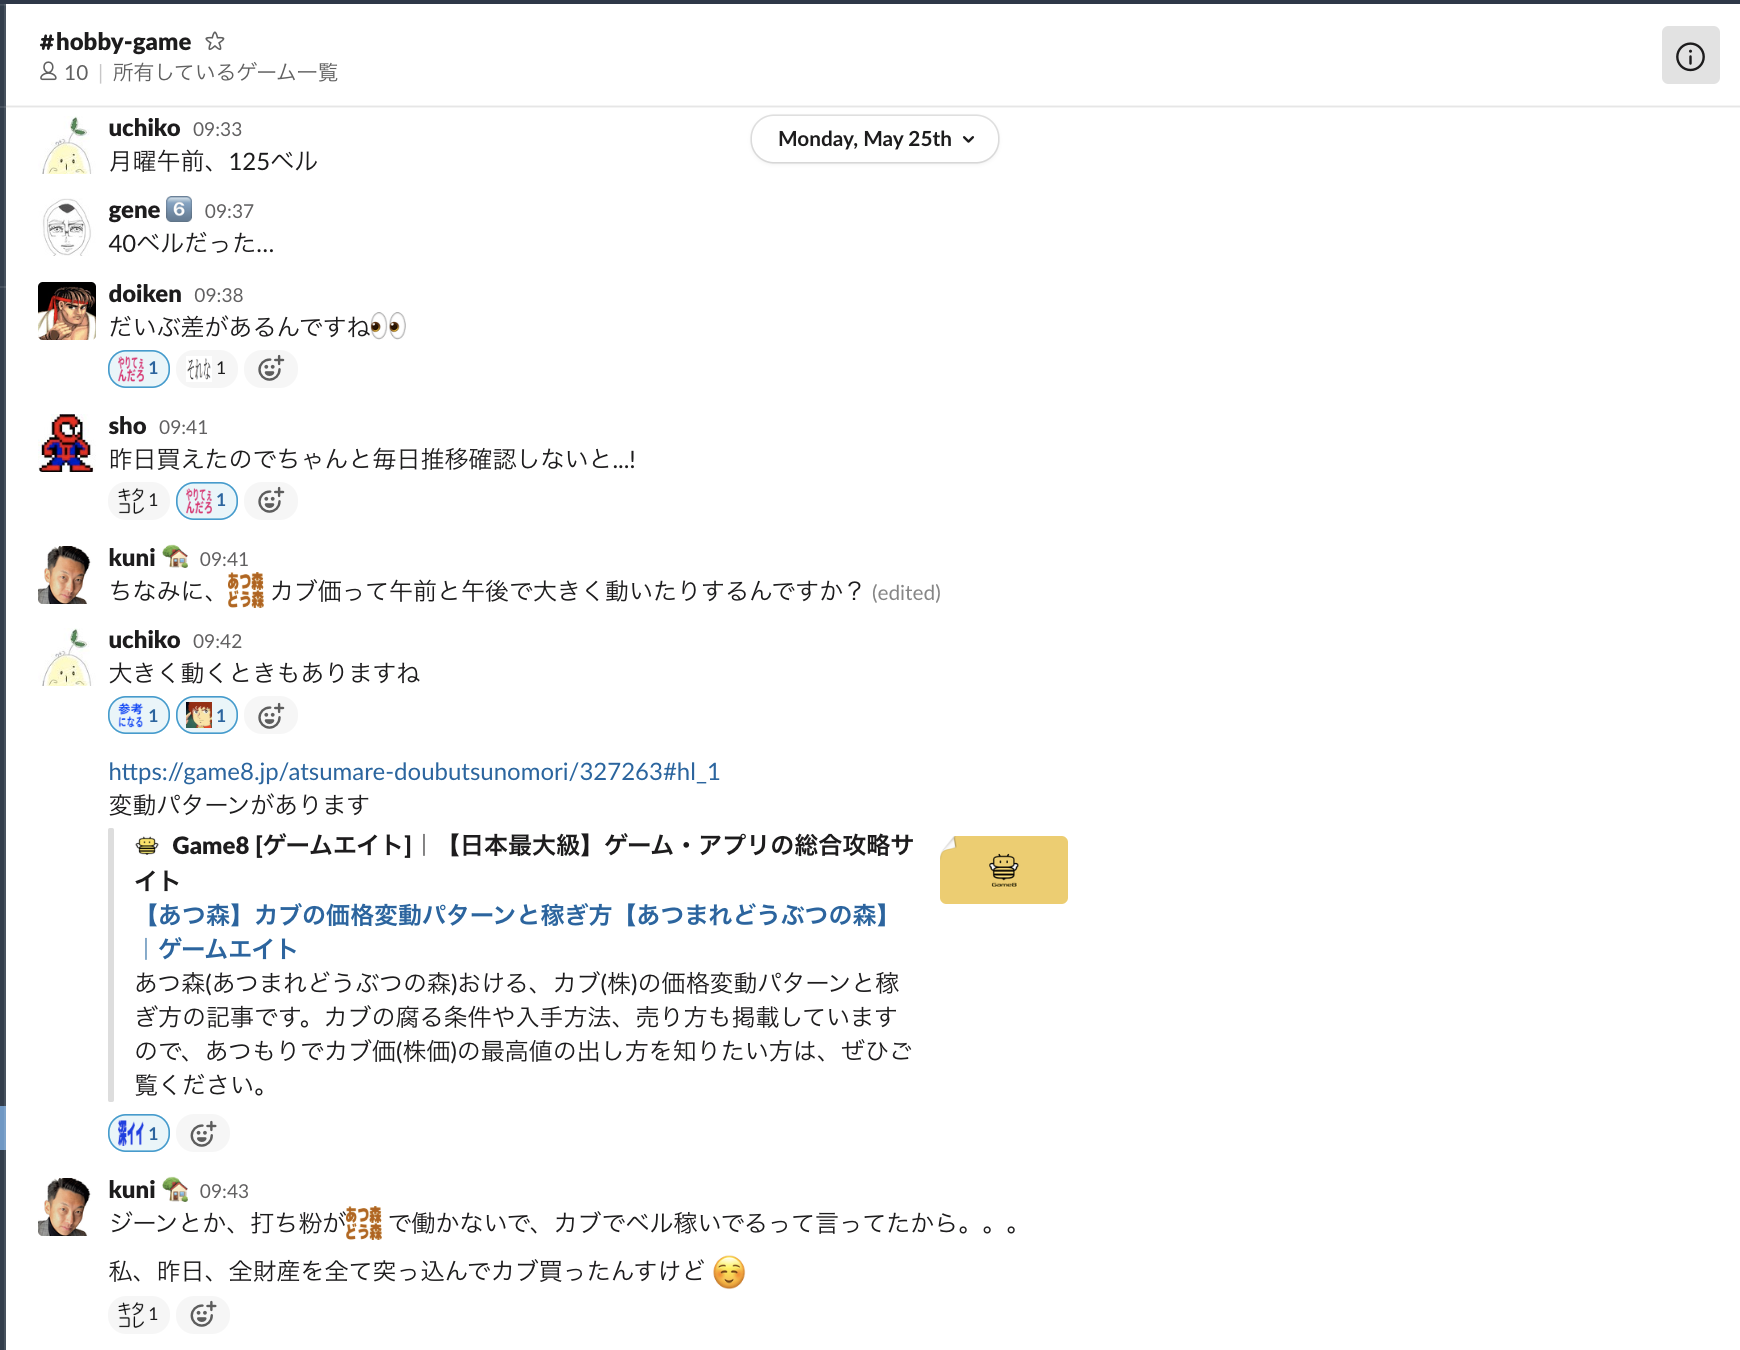 #hobby-game
10 | 所有しているゲーム一覧
Monday, May 25th
uchiko 09:33
月曜午前、125ベル
gene 6 09:37
40ベルだった...
doiken 09:38
だいぶ差があるんですね
やりてぇんだろ 1 それな 1
sho 09:41
昨日買えたのでちゃんと毎日推移確認しないと...!
キタコレ 1 やりてぇんだろ 1
kuni 09:41
ちなみに、あつ森どう森 カブ価って午前と午後で大きく動いたりするんですか？ (edited)
uchiko 09:42
大きく動くときもありますね
参考になる 1 1
https://game8.jp/atsumare-doubutsunomori/327263#hl_1
変動パターンがあります
Game8 [ゲームエイト]｜【日本最大級】ゲーム・アプリの総合攻略サ
イト
【あつ森】カブの価格変動パターンと稼ぎ方【あつまれどうぶつの森】
｜ゲームエイト
Game8
あつ森(あつまれどうぶつの森)おける、カブ(株)の価格変動パターンと稼
ぎ方の記事です。カブの腐る条件や入手方法、売り方も掲載しています
ので、あつもりでカブ価(株価)の最高値の出し方を知りたい方は、ぜひご
覧ください。
深イイ 1
kuni 09:43
ジーンとか、打ち粉があつ森どう森 で働かないで、カブでベル稼いでるって言ってたから。。。
私、昨日、全財産を全て突っ込んでカブ買ったんすけど
キタコレ 1